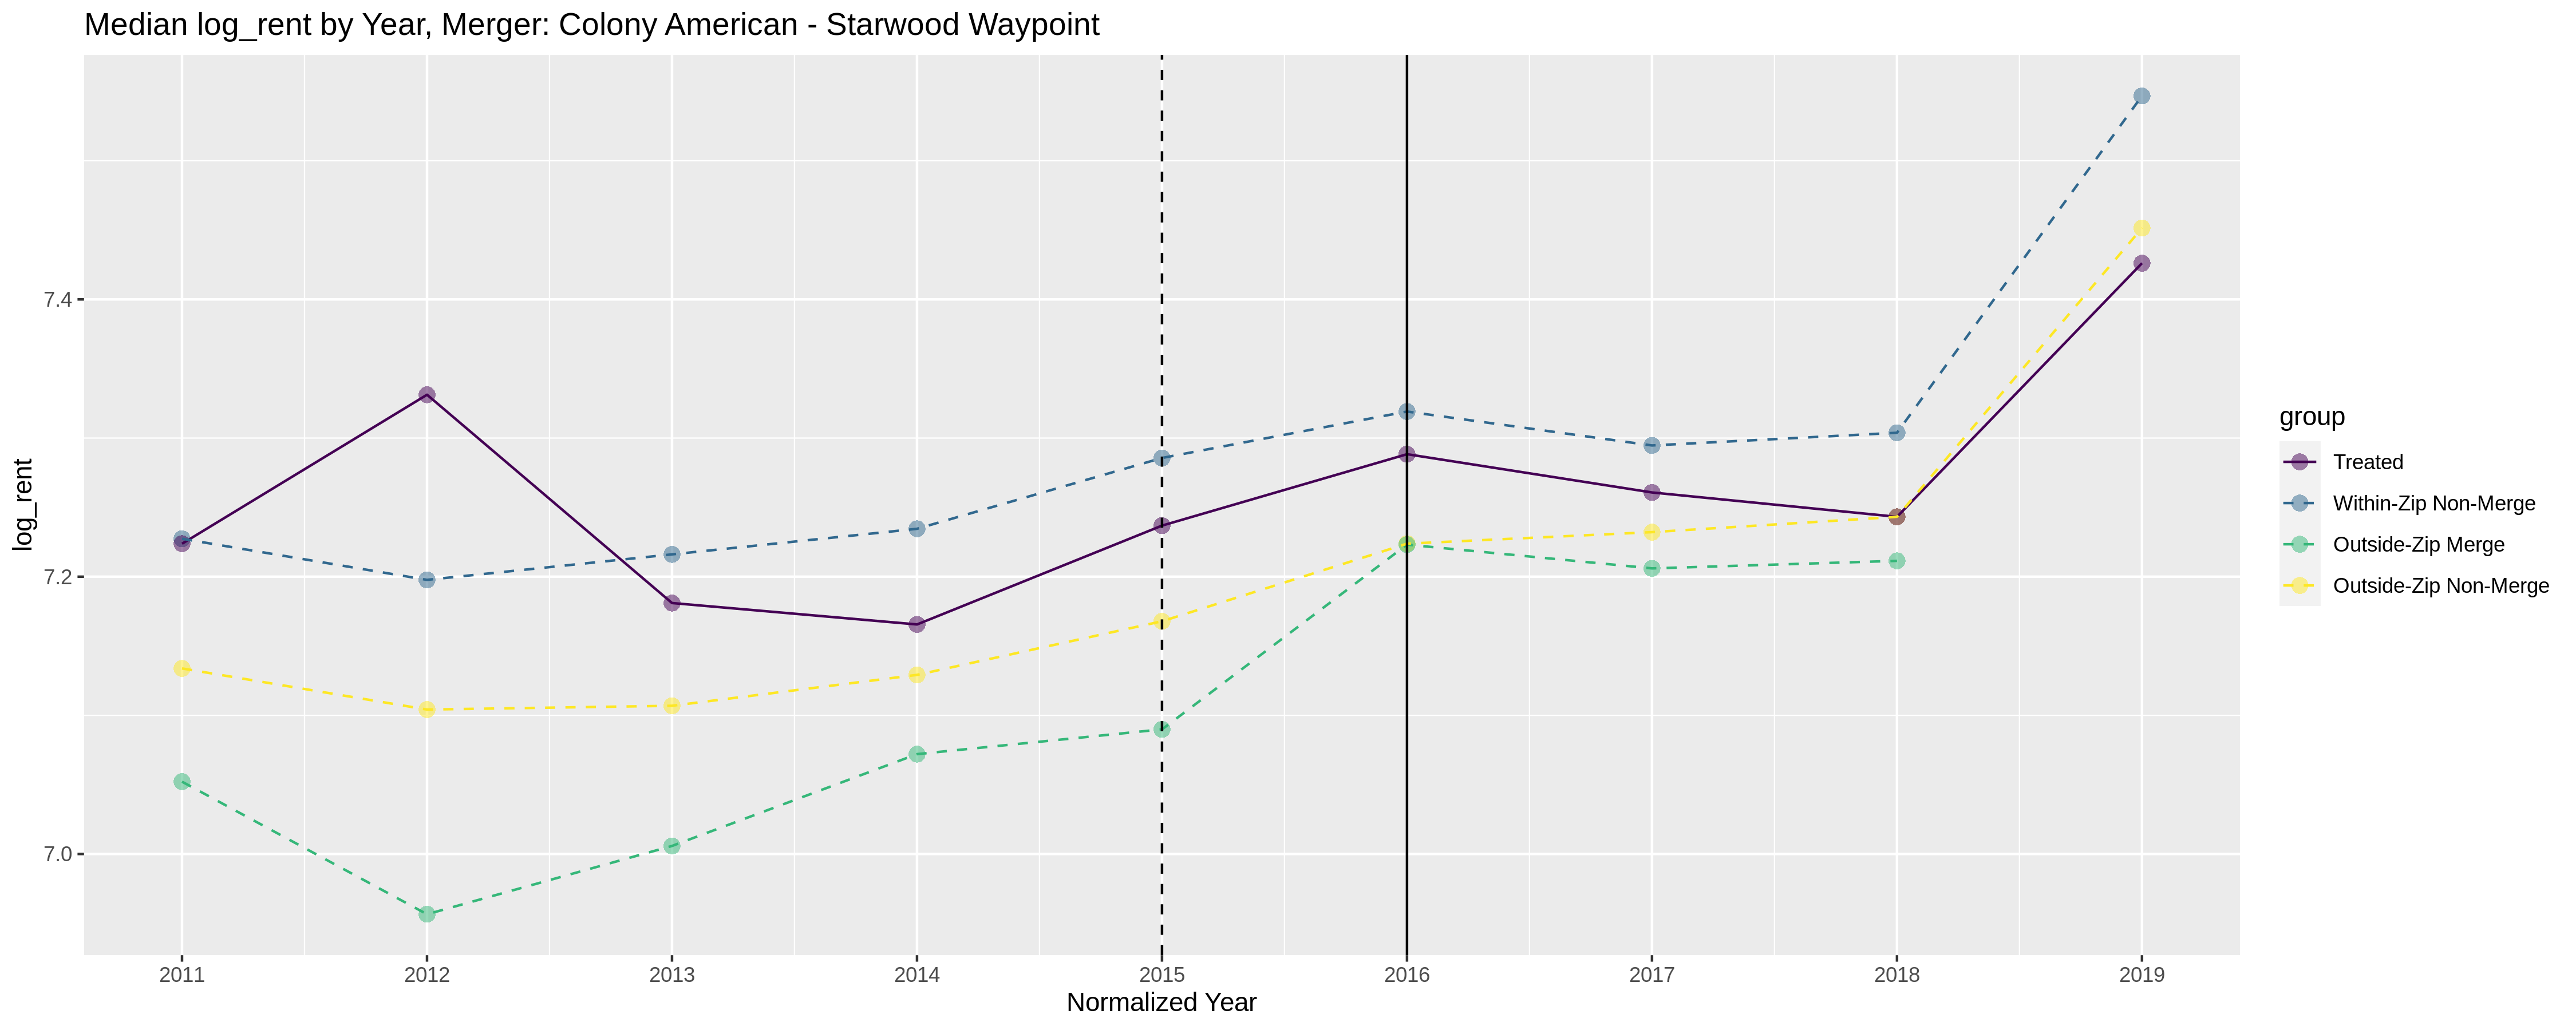 Median log_rent by Year, Merger: Colony American - Starwood Waypoint
log_rent
7.4
7.2
7.0
2011 2012 2013 2014 2015 2016 2017 2018 2019
Normalized Year
group
Treated
Within-Zip Non-Merge
Outside-Zip Merge
Outside-Zip Non-Merge